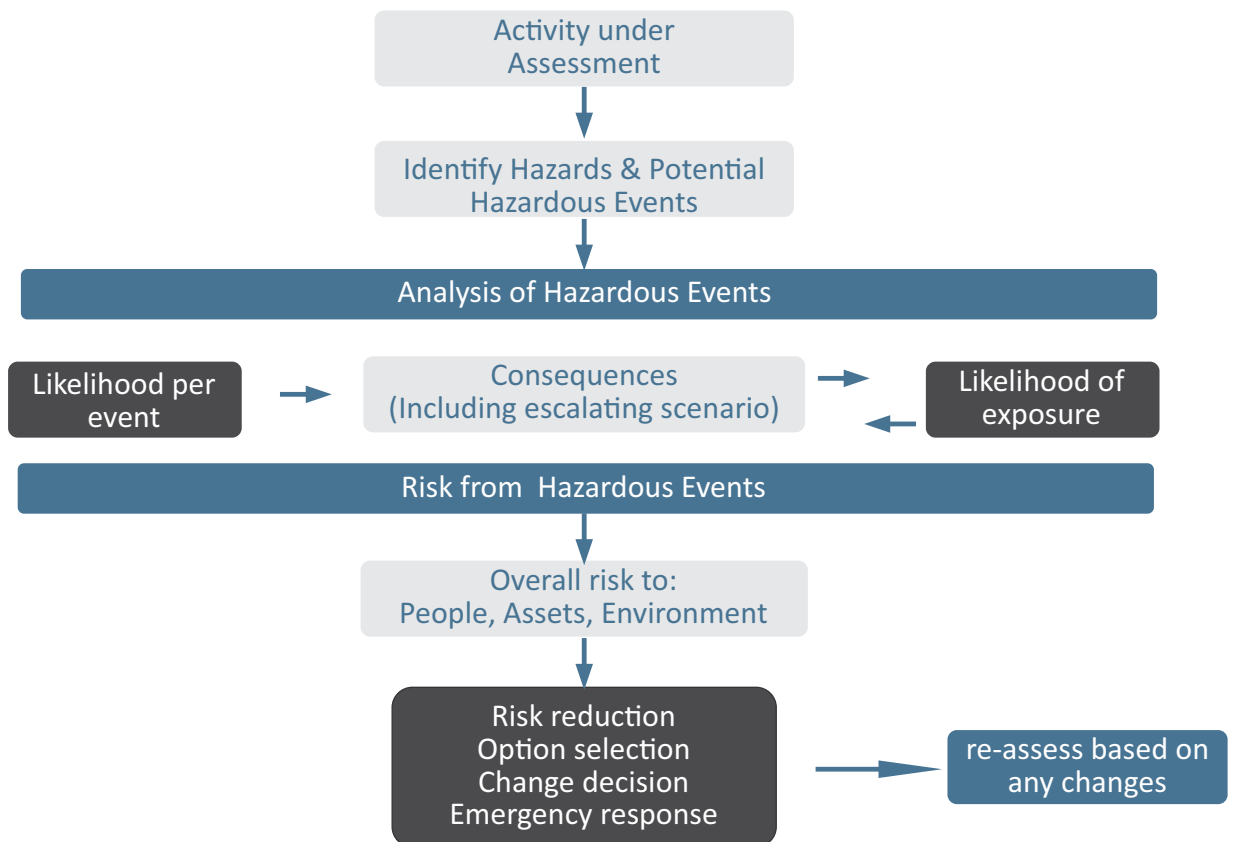 Activity under
Assessment
Identify Hazards & Potential
Hazardous Events
Analysis of Hazardous Events
Likelihood per
event
Consequences
(Including escalating scenario)
Likelihood of
exposure
Risk from  Hazardous Events
Overall risk to:
People, Assets, Environment
Risk reduction
Option selection
Change decision
Emergency response
re-assess based on
any changes